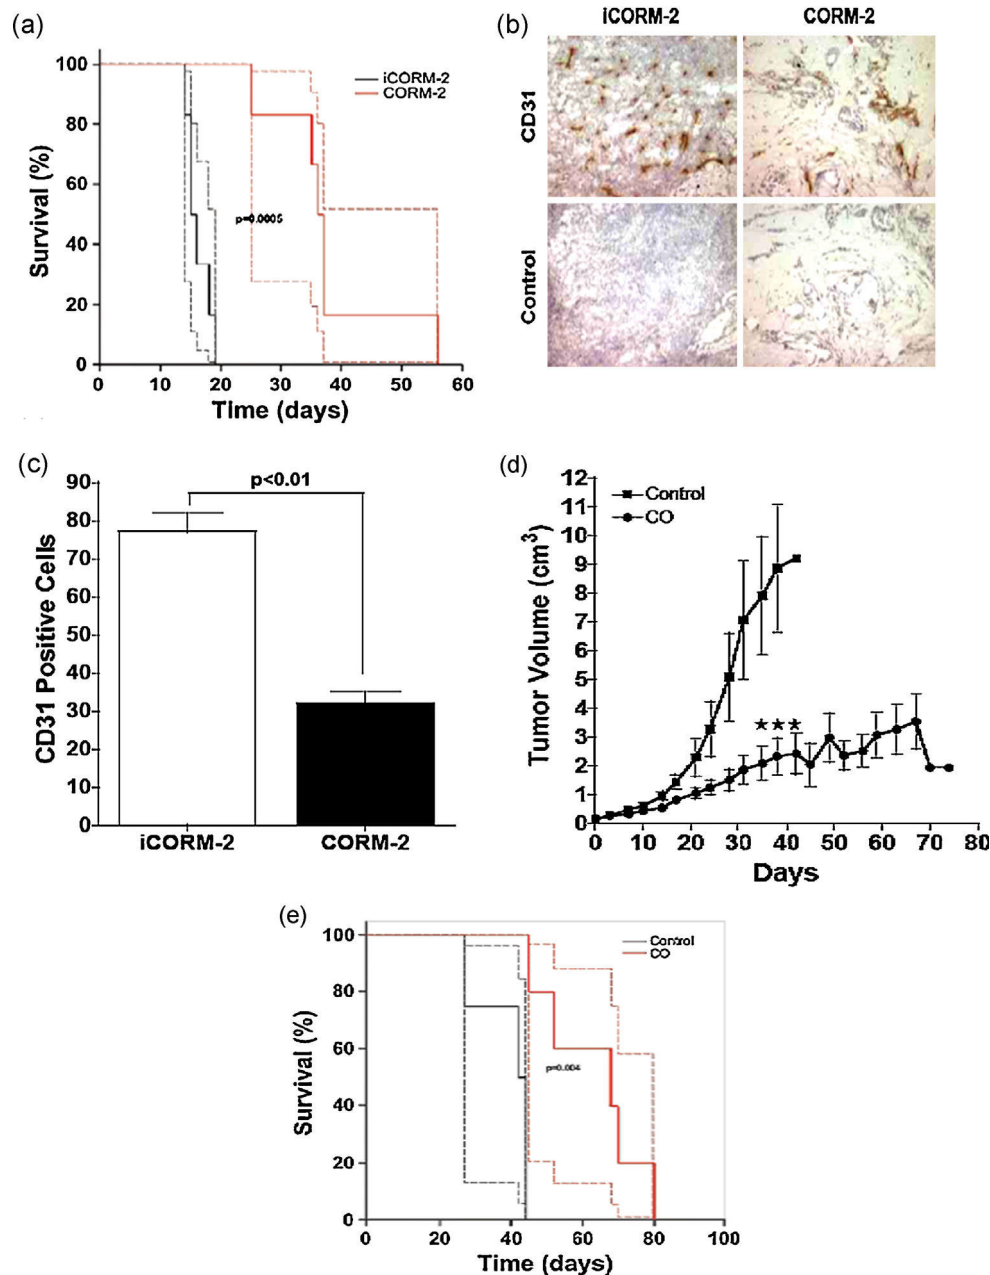 (a)
100
80
60
40
20
0
Survival (%)
iCORM-2
CORM-2
p=0.0005
0 10 20 30 40 50 60
Time (days)
(b)
iCORM-2 CORM-2
CD31
Control
(c)
p<0.01
90
80
70
60
50
40
30
20
10
0
CD31 Positive Cells
iCORM-2 CORM-2
(d)
12
11
10
9
8
7
6
5
4
3
2
1
0
Tumor Volume (cm³)
Control
CO
★★★
0 10 20 30 40 50 60 70 80
Days
(e)
100
80
60
40
20
0
Survival (%)
Control
CO
p=0.004
0 20 40 60 80 100
Time (days)